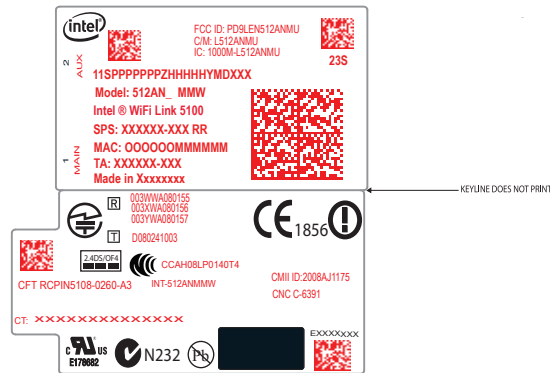 intel
FCC ID: PD9LEN512ANMU
C/M: L512ANMU
IC: 1000M-L512ANMU
23S
2 AUX
11SPPPPPPPZHHHHHYMDXXX
Model: 512AN_ MMW
Intel ® WiFi Link 5100
SPS: XXXXXX-XXX RR
1 MAIN
MAC: OOOOOOMMMMMM
TA: XXXXXX-XXX
Made in Xxxxxxxx
KEYLINE DOES NOT PRINT
R
003WWA080155
003XWA080156
003YWA080157
T D080241003
CE 1856
2.4DS/OF4
CCAH08LP0140T4
CFT RCPIN5108-0260-A3
INT-512ANMMW
CMII ID:2008AJ1175
CNC C-6391
CT: XXXXXXXXXXXXXX
EXXXXXXX
c US
E176682
N232
Pb